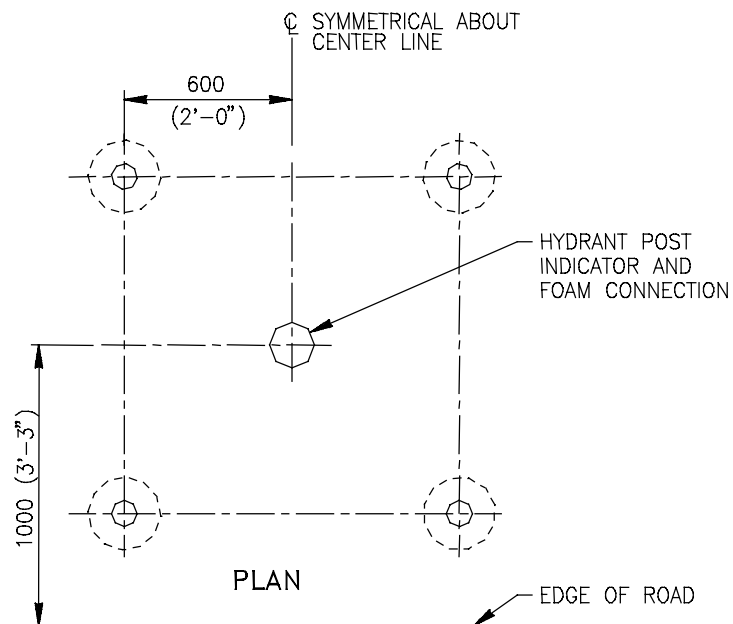 ℄ SYMMETRICAL ABOUT
CENTER LINE
600
(2'-0")
HYDRANT POST
INDICATOR AND
FOAM CONNECTION
1000 (3'-3")
PLAN
EDGE OF ROAD